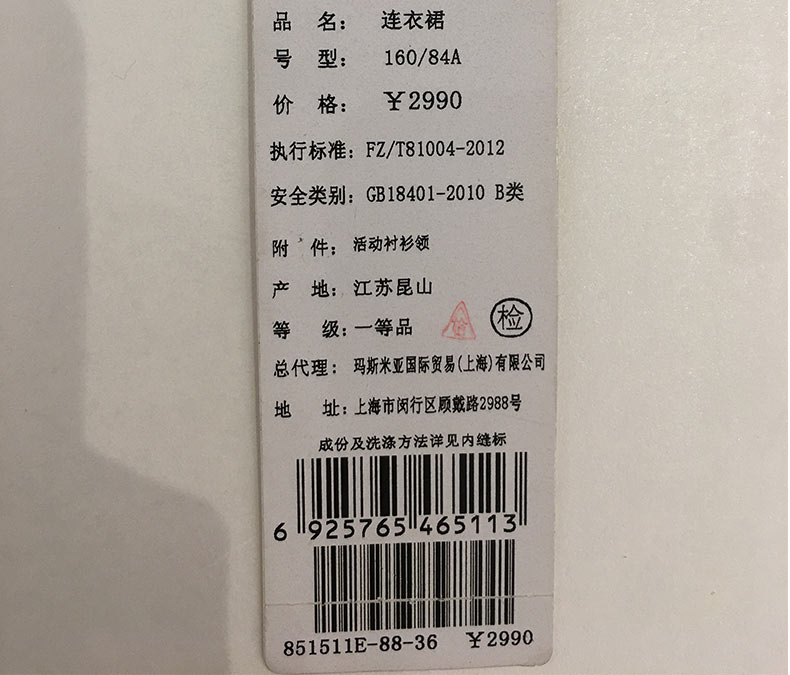 品 名: 连衣裙
号 型: 160/84A
价 格: ¥2990
执行标准: FZ/T81004-2012
安全类别: GB18401-2010 B类
附 件: 活动衬衫领
产 地: 江苏昆山
等 级: 一等品 检 检
总代理: 玛斯米亚国际贸易(上海)有限公司
地 址: 上海市闵行区顾戴路2988号
成份及洗涤方法详见内缝标
6 925765 465113
851511E-88-36 ¥2990